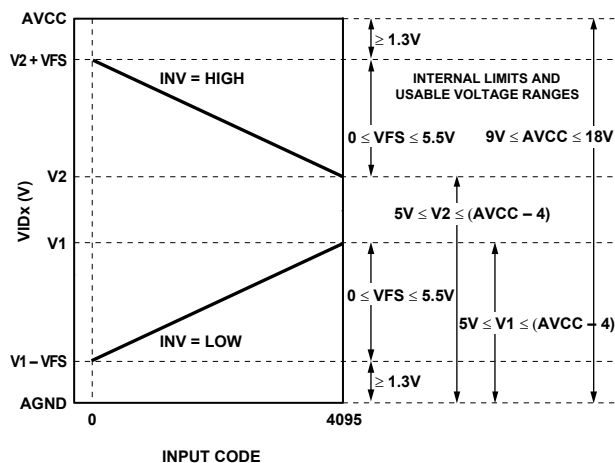 AVCC
V2 + VFS
V2
V1
V1 – VFS
AGND
VIDx (V)
INV = HIGH
INV = LOW
0
4095
INPUT CODE
≥ 1.3V
INTERNAL LIMITS AND
USABLE VOLTAGE RANGES
0 ≤ VFS ≤ 5.5V
9V ≤ AVCC ≤ 18V
5V ≤ V2 ≤ (AVCC – 4)
0 ≤ VFS ≤ 5.5V
5V ≤ V1 ≤ (AVCC – 4)
≥ 1.3V